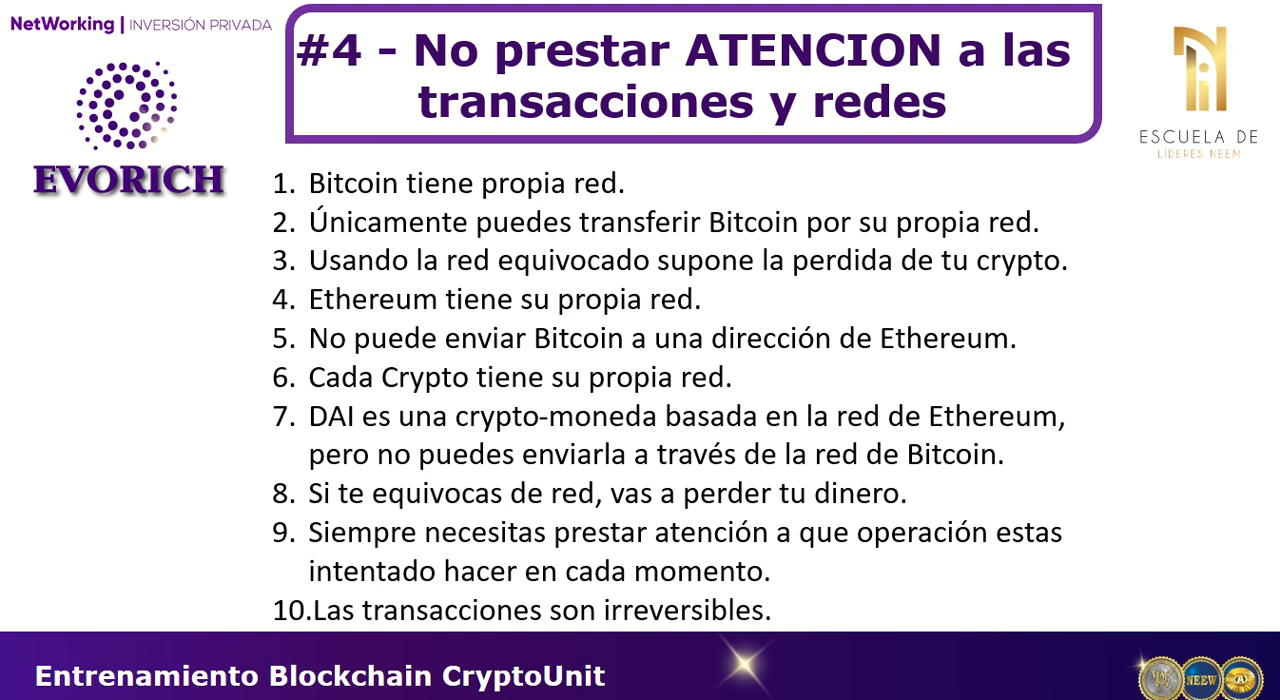 NetWorking | INVERSIÓN PRIVADA
#4 - No prestar ATENCION a las
transacciones y redes
ESCUELA DE
LÍDERES NEEM
EVORICH
1. Bitcoin tiene propia red.
2. Únicamente puedes transferir Bitcoin por su propia red.
3. Usando la red equivocado supone la perdida de tu crypto.
4. Ethereum tiene su propia red.
5. No puede enviar Bitcoin a una dirección de Ethereum.
6. Cada Crypto tiene su propia red.
7. DAI es una crypto-moneda basada en la red de Ethereum,
pero no puedes enviarla a través de la red de Bitcoin.
8. Si te equivocas de red, vas a perder tu dinero.
9. Siempre necesitas prestar atención a que operación estas
intentado hacer en cada momento.
10.Las transacciones son irreversibles.
Entrenamiento Blockchain CryptoUnit
NEEW